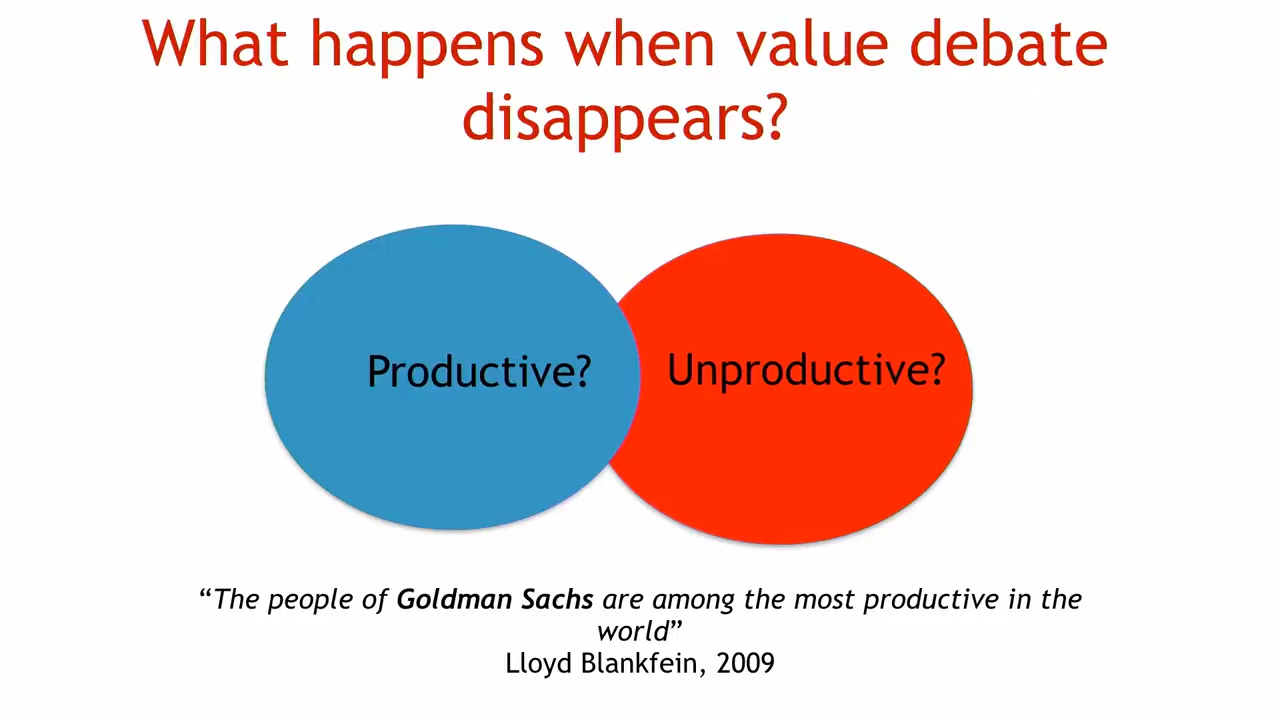 What happens when value debate
disappears?
Productive?
Unproductive?
“The people of Goldman Sachs are among the most productive in the
world”
Lloyd Blankfein, 2009